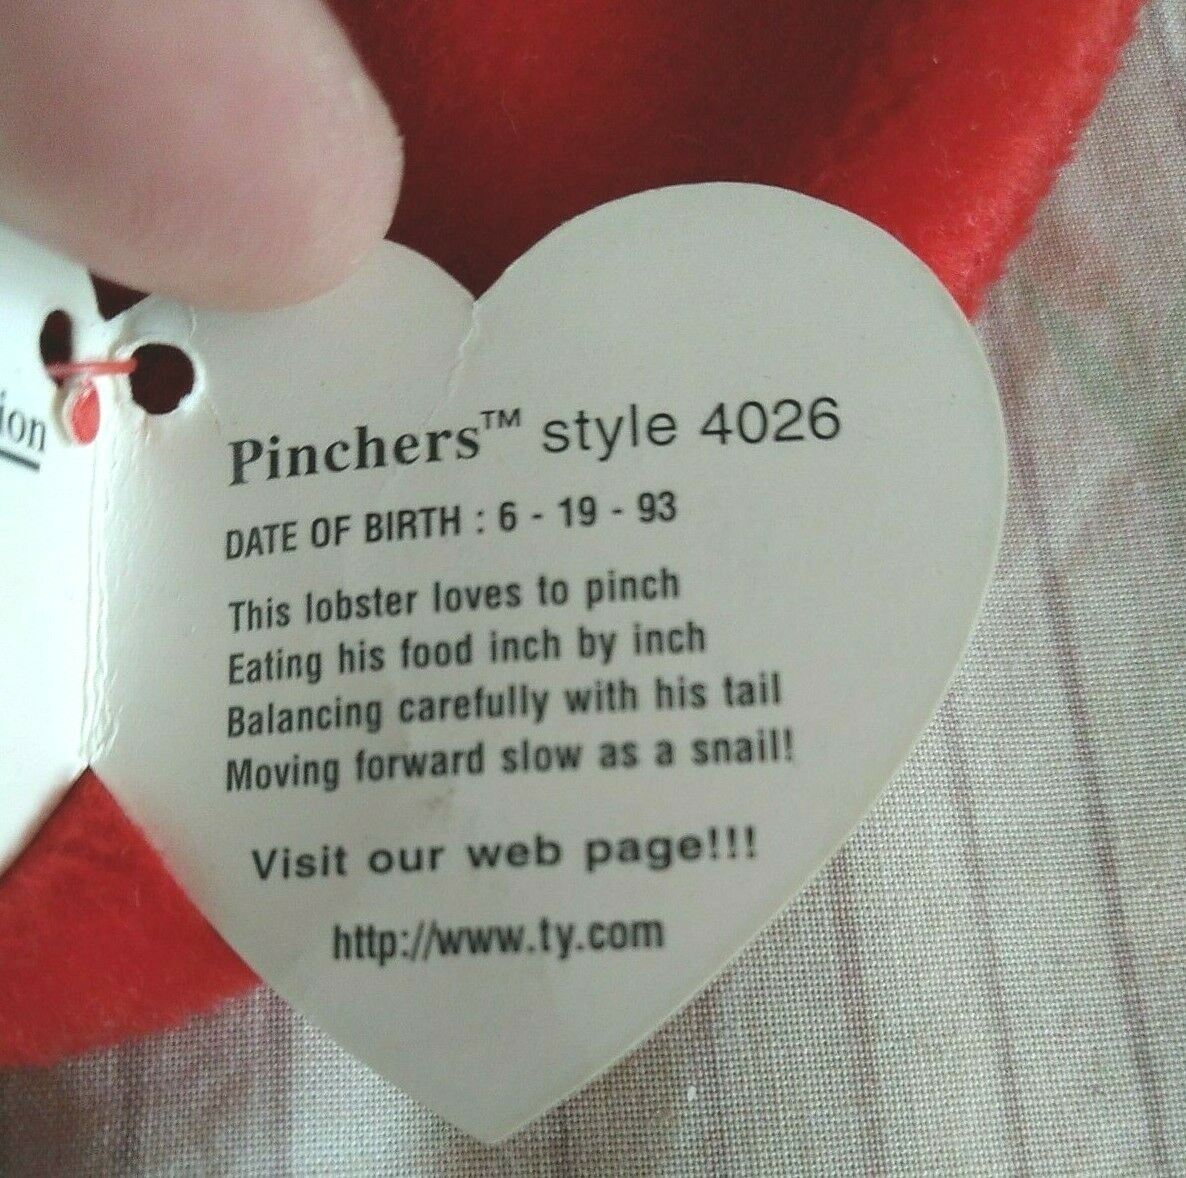 ion
Pinchers™ style 4026
DATE OF BIRTH : 6 - 19 - 93
This lobster loves to pinch
Eating his food inch by inch
Balancing carefully with his tail
Moving forward slow as a snail!
Visit our web page!!!
http://www.ty.com